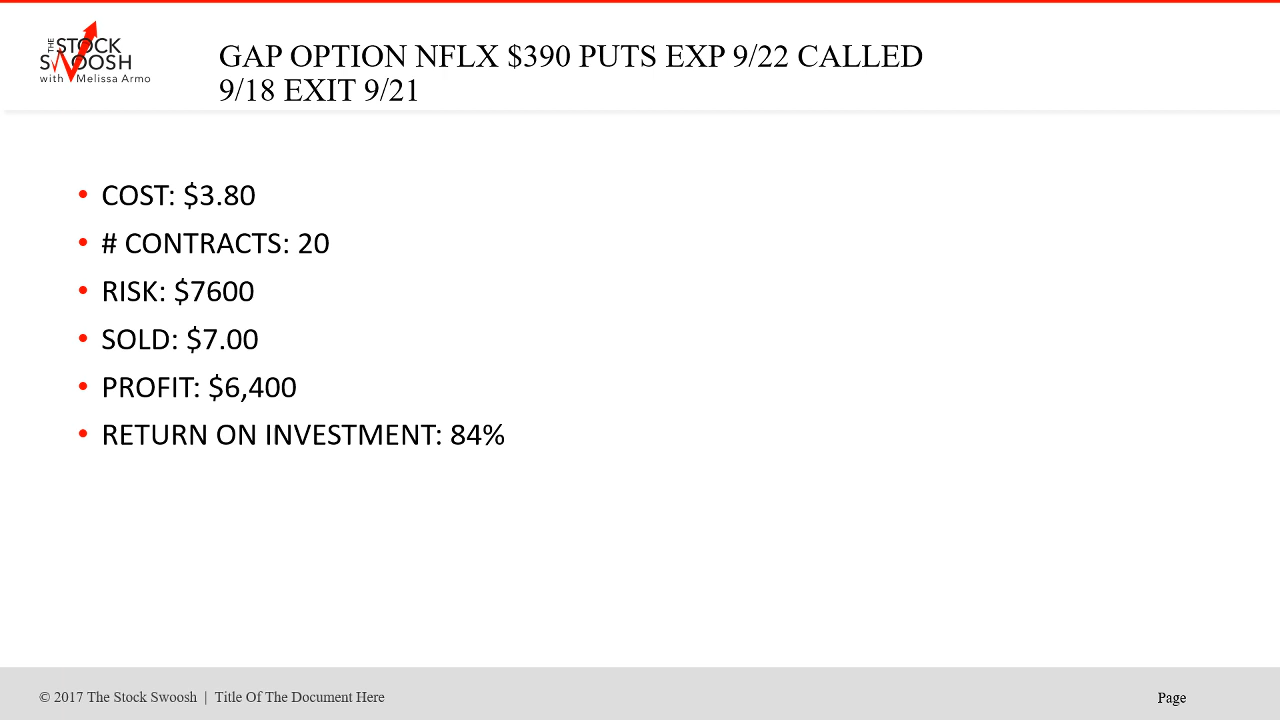 THE
STOCK
SWOOSH
with Melissa Armo
GAP OPTION NFLX $390 PUTS EXP 9/22 CALLED
9/18 EXIT 9/21
• COST: $3.80
• # CONTRACTS: 20
• RISK: $7600
• SOLD: $7.00
• PROFIT: $6,400
• RETURN ON INVESTMENT: 84%
© 2017 The Stock Swoosh | Title Of The Document Here
Page